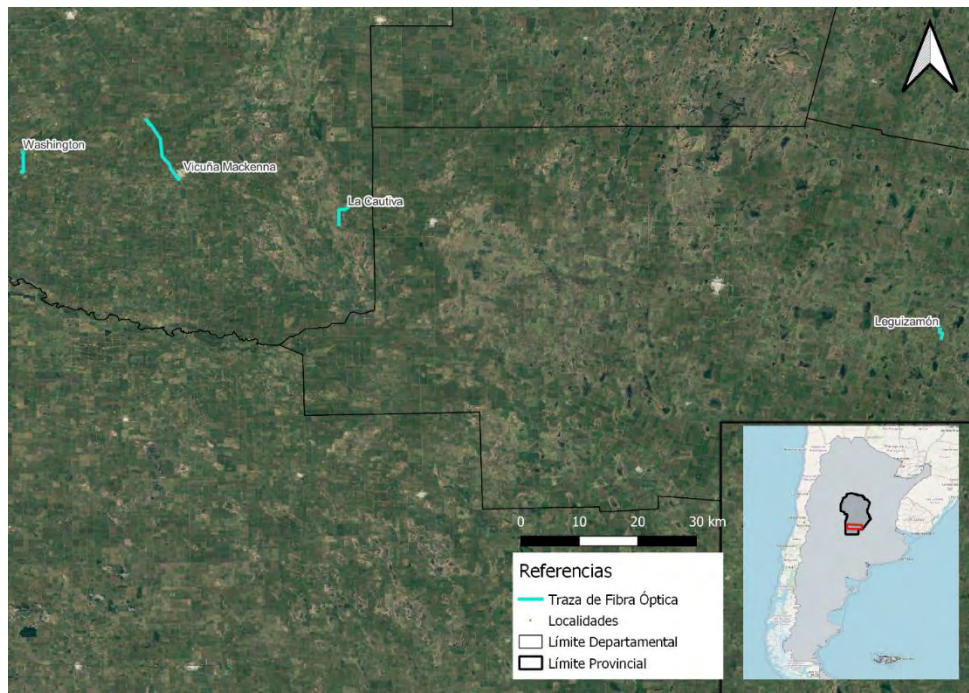 Washington
Vicuña Mackenna
La Cautiva
Leguizamón
0 10 20 30 km
Referencias
Traza de Fibra Óptica
Localidades
Límite Departamental
Límite Provincial